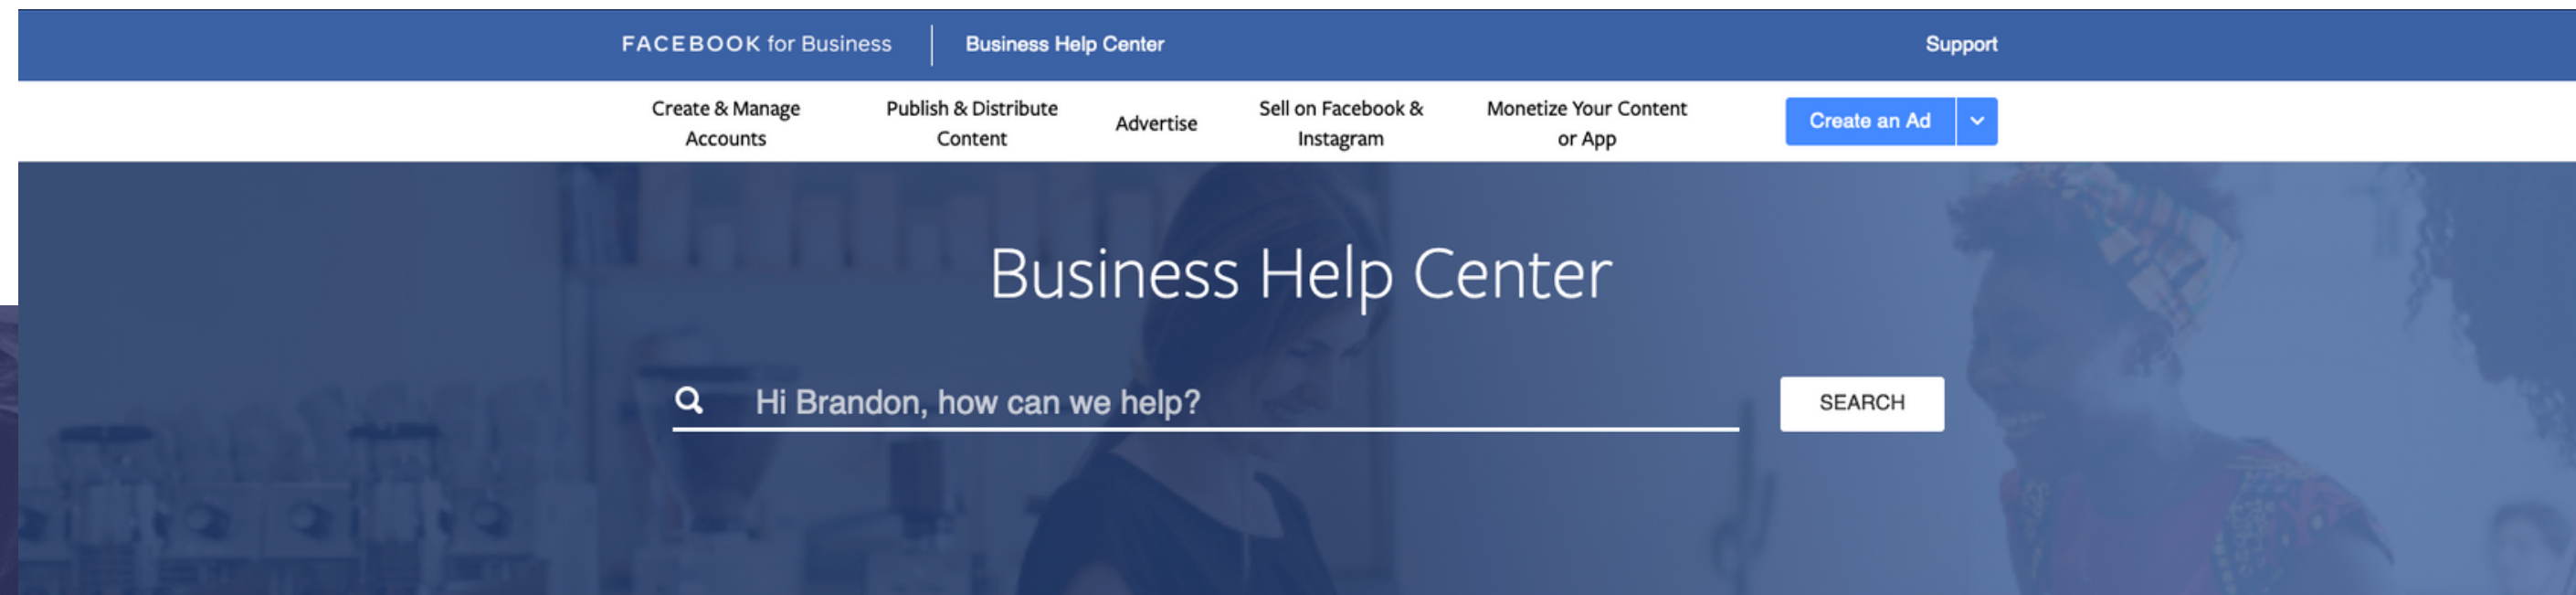 FACEBOOK for Business
Business Help Center
Support
Create & Manage
Accounts
Publish & Distribute
Content
Advertise
Sell on Facebook &
Instagram
Monetize Your Content
or App
Create an Ad
Business Help Center
Hi Brandon, how can we help?
SEARCH